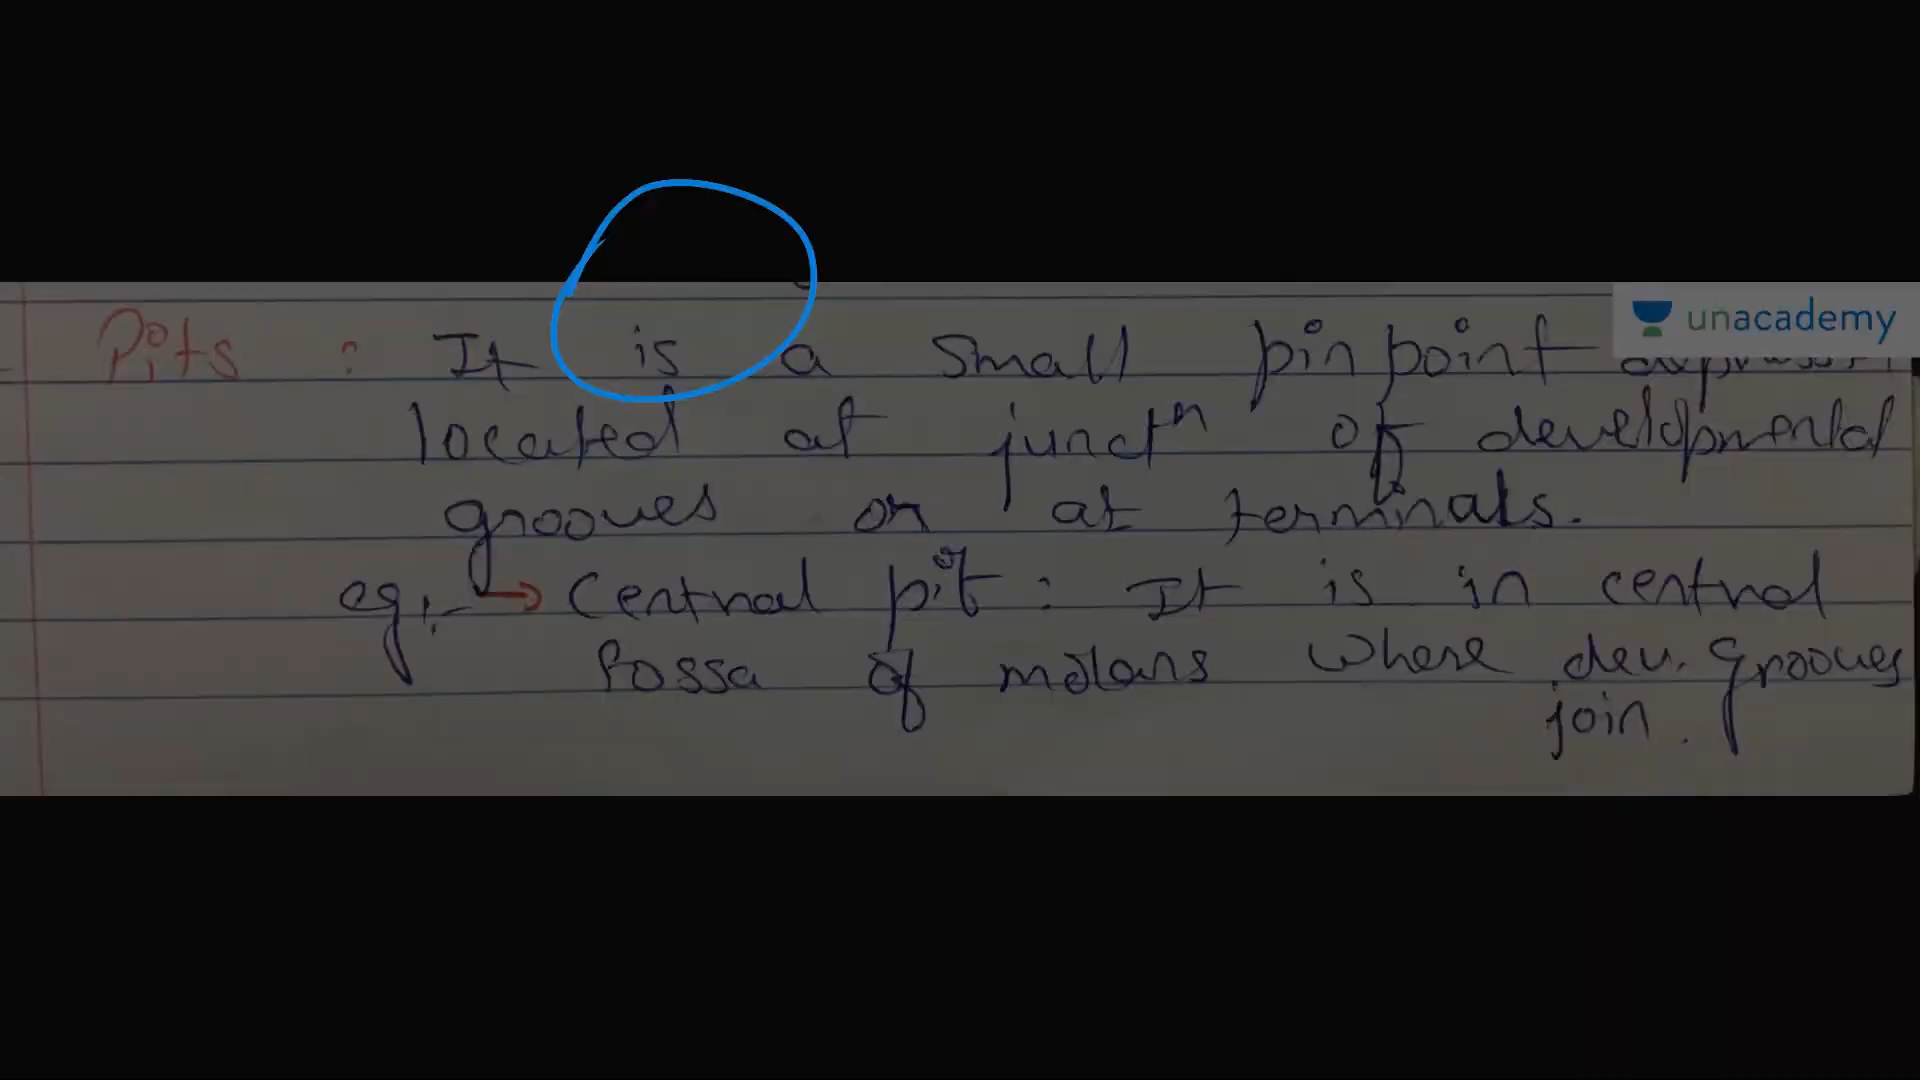 unacademy
Pits : It is a small pin point
located at junctⁿ of developmental
grooves or at terminals.
eg:- → Central pit : It is in central
fossa of molars where dev. grooves
join.